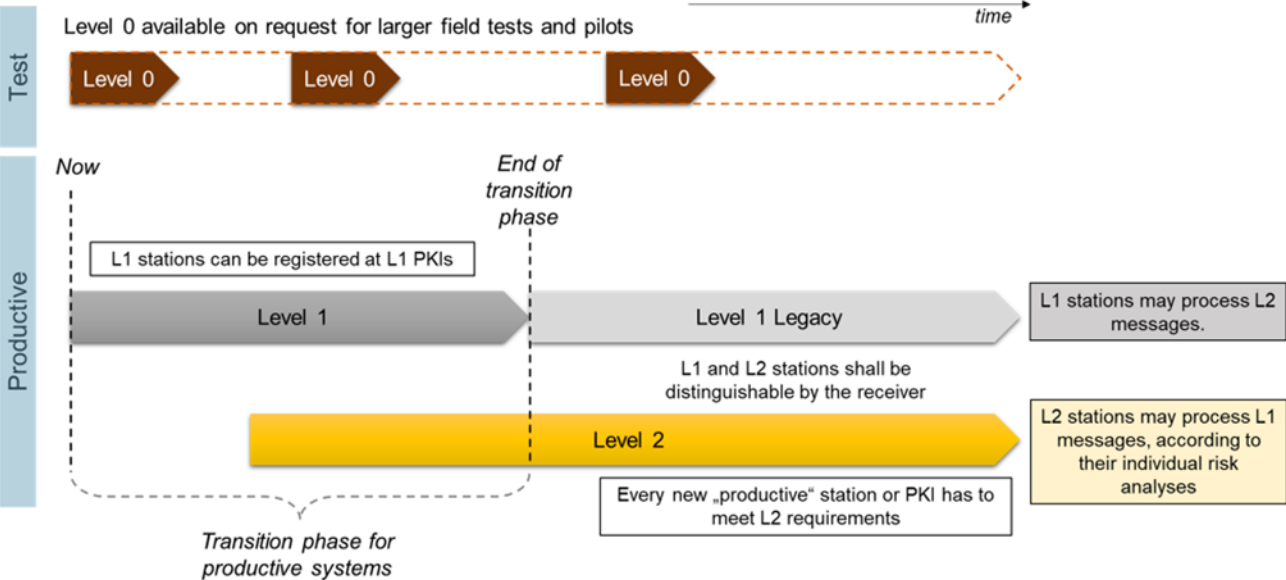 time
Level 0 available on request for larger field tests and pilots
Test
Level 0
Level 0
Level 0
Productive
Now
End of
transition
phase
L1 stations can be registered at L1 PKIs
Level 1
Level 1 Legacy
L1 stations may process L2
messages.
L1 and L2 stations shall be
distinguishable by the receiver
Level 2
L2 stations may process L1
messages, according to
their individual risk
analyses
Every new „productive“ station or PKI has to
meet L2 requirements
Transition phase for
productive systems